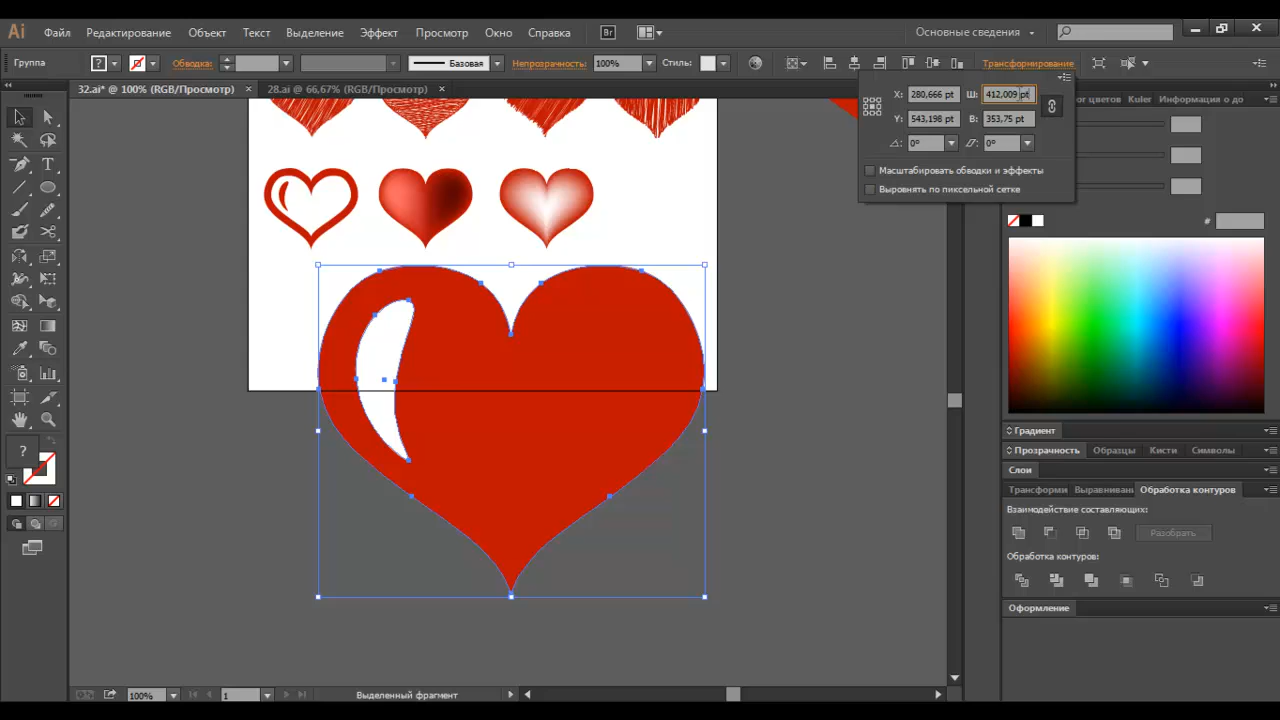 Ai Файл Редактирование Объект Текст Выделение Эффект Просмотр Окно Справка Br Основные сведения
Группа ? Обводка: Базовая Непрозрачность: 100% Стиль: Трансформирование
32.ai* @ 100% (RGB/Просмотр) × 28.ai @ 66,67% (RGB/Просмотр) ×
X: 280,666 pt Ш: 412,009 pt
ог цветов Kuler Информация о до
Y: 543,198 pt В: 353,75 pt
0° 0°
Масштабировать обводки и эффекты
Выровнять по пиксельной сетке
#
Градиент
Прозрачность Образцы Кисти Символы
Слои
Трансформи Выравнивани Обработка контуров
Взаимодействие составляющих:
Разобрать
Обработка контуров:
Оформление
?
100% 1 Выделенный фрагмент